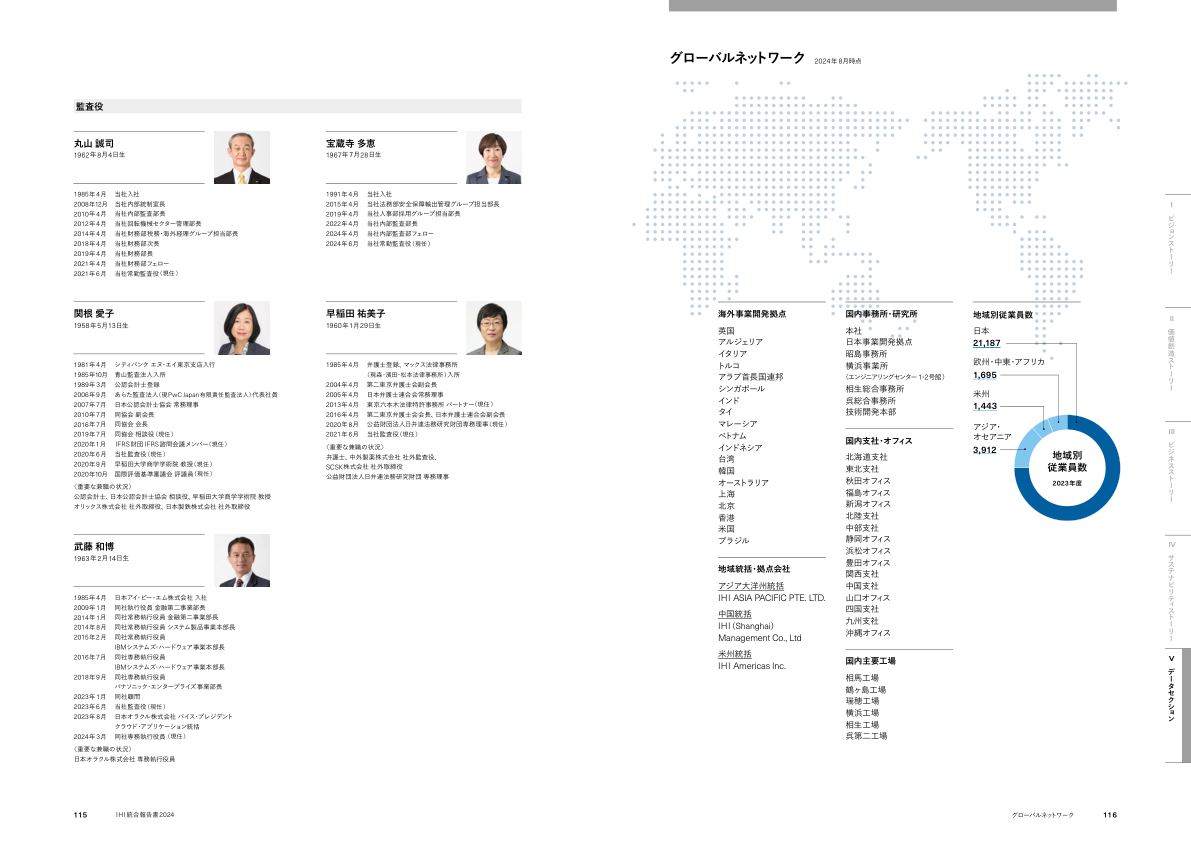 監査役
丸山 誠司
1962年8月4日生
1985年4月 当社入社
2008年12月 当社内部統制室長
2010年4月 当社内部監査部長
2012年4月 当社回転機械セクター管理部長
2014年4月 当社財務部税務・海外経理グループ担当部長
2018年4月 当社財務部次長
2019年4月 当社財務部長
2021年4月 当社財務部フェロー
2021年6月 当社常勤監査役（現任）
宝蔵寺 多恵
1967年7月28日生
1991年4月 当社入社
2015年4月 当社法務部安全保障輸出管理グループ担当部長
2019年4月 当社人事部採用グループ担当部長
2022年4月 当社内部監査部長
2024年4月 当社内部監査部フェロー
2024年6月 当社常勤監査役（現任）
関根 愛子
1958年5月13日生
1981年4月 シティバンク エヌ・エイ東京支店入行
1985年10月 青山監査法人入所
1989年3月 公認会計士登録
2006年9月 あらた監査法人（現PwC Japan有限責任監査法人）代表社員
2007年7月 日本公認会計士協会 常務理事
2010年7月 同協会 副会長
2016年7月 同協会 会長
2019年7月 同協会 相談役（現任）
2020年1月 IFRS財団 IFRS諮問会議メンバー（現任）
2020年6月 当社監査役（現任）
2020年9月 早稲田大学商学学術院 教授（現任）
2020年10月 国際評価基準審議会 評議員（現任）
〈重要な兼職の状況〉
公認会計士、日本公認会計士協会 相談役、早稲田大学商学学術院 教授
オリックス株式会社 社外取締役、日本製鉄株式会社 社外取締役
早稲田 祐美子
1960年1月29日生
1985年4月 弁護士登録、マックス法律事務所
（現森・濱田・松本法律事務所）入所
2004年4月 第二東京弁護士会副会長
2005年4月 日本弁護士連合会常務理事
2013年4月 東京六本木法律特許事務所 パートナー（現任）
2016年4月 第二東京弁護士会会長、日本弁護士連合会副会長
2020年8月 公益財団法人日弁連法務研究財団専務理事（現任）
2021年6月 当社監査役（現任）
〈重要な兼職の状況〉
弁護士、中外製薬株式会社 社外監査役、
SCSK株式会社 社外取締役
公益財団法人日弁連法務研究財団 専務理事
武藤 和博
1963年2月14日生
1985年4月 日本アイ・ビー・エム株式会社 入社
2009年1月 同社執行役員 金融第二事業部長
2014年1月 同社常務執行役員 金融第二事業部長
2014年8月 同社常務執行役員 システム製品事業本部長
2015年2月 同社常務執行役員
IBMシステムズ・ハードウェア事業本部長
2016年7月 同社専務執行役員
IBMシステムズ・ハードウェア事業本部長
2018年9月 同社専務執行役員
パナソニック・エンタープライズ事業部長
2023年1月 同社顧問
2023年6月 当社監査役（現任）
2023年8月 日本オラクル株式会社 バイス・プレジデント
クラウド・アプリケーション統括
2024年3月 同社専務執行役員（現任）
〈重要な兼職の状況〉
日本オラクル株式会社 専務執行役員
115 IHI統合報告書2024
グローバルネットワーク 2024年8月時点
海外事業開発拠点
英国
アルジェリア
イタリア
トルコ
アラブ首長国連邦
シンガポール
インド
タイ
マレーシア
ベトナム
インドネシア
台湾
韓国
オーストラリア
上海
北京
香港
米国
ブラジル
地域統括・拠点会社
アジア大洋州統括
IHI ASIA PACIFIC PTE. LTD.
中国統括
IHI（Shanghai）
Management Co., Ltd
米州統括
IHI Americas Inc.
国内事務所・研究所
本社
日本事業開発拠点
昭島事務所
横浜事業所
（エンジニアリングセンター 1・2号館）
相生総合事務所
呉総合事務所
技術開発本部
国内支社・オフィス
北海道支社
東北支社
秋田オフィス
福島オフィス
新潟オフィス
北陸支社
中部支社
静岡オフィス
浜松オフィス
豊田オフィス
関西支社
中国支社
山口オフィス
四国支社
九州支社
沖縄オフィス
国内主要工場
相馬工場
鶴ヶ島工場
瑞穂工場
横浜工場
相生工場
呉第二工場
地域別従業員数
日本
21,187
欧州・中東・アフリカ
1,695
米州
1,443
アジア・
オセアニア
3,912
地域別
従業員数
2023年度
Ⅰ ビジョンストーリー
Ⅱ 価値創造ストーリー
Ⅲ ビジネスストーリー
Ⅳ サステナビリティストーリー
Ⅴ データセクション
グローバルネットワーク 116